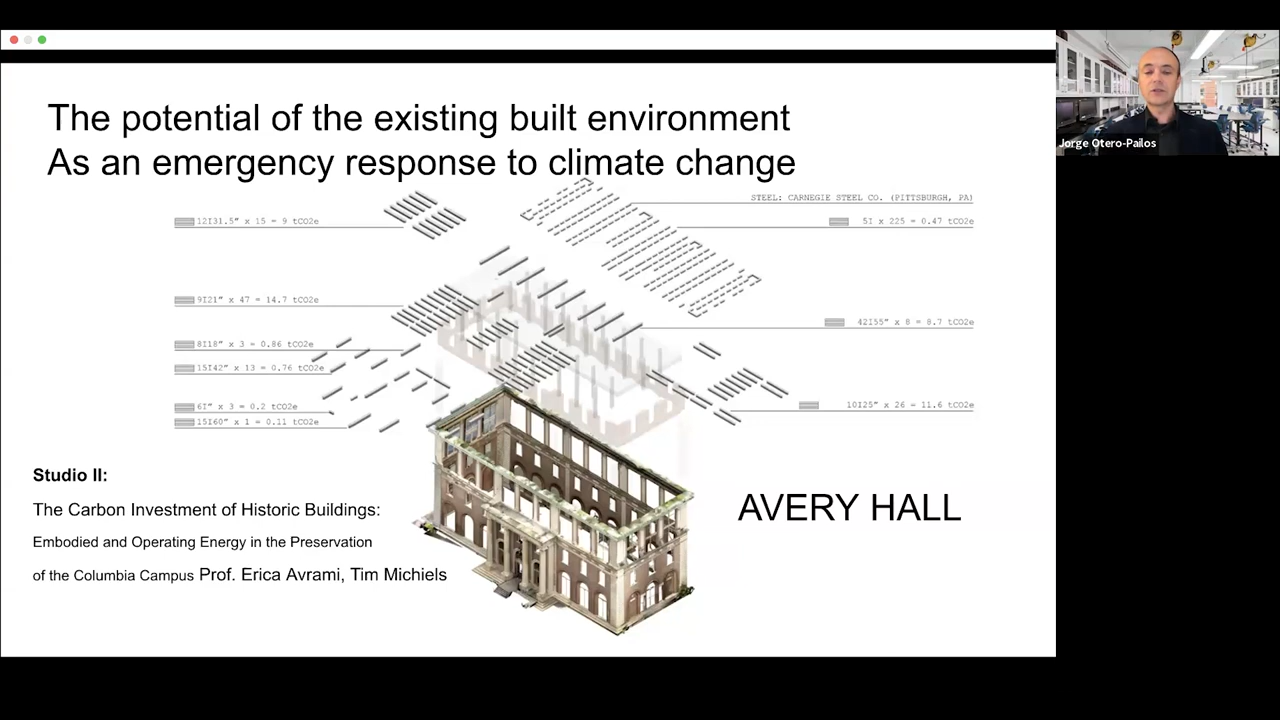 The potential of the existing built environment
As an emergency response to climate change
STEEL: CARNEGIE STEEL CO. (PITTSBURGH, PA)
12I31.5" x 15 = 9 tCO2e
5I x 225 = 0.47 tCO2e
9I21" x 47 = 14.7 tCO2e
42I55" x 8 = 8.7 tCO2e
8I18" x 3 = 0.86 tCO2e
15I42" x 13 = 0.76 tCO2e
6I" x 3 = 0.2 tCO2e
10I25" x 26 = 11.6 tCO2e
15I60" x 1 = 0.11 tCO2e
Studio II:
The Carbon Investment of Historic Buildings:
Embodied and Operating Energy in the Preservation
of the Columbia Campus Prof. Erica Avrami, Tim Michiels
AVERY HALL
Jorge Otero-Pailos